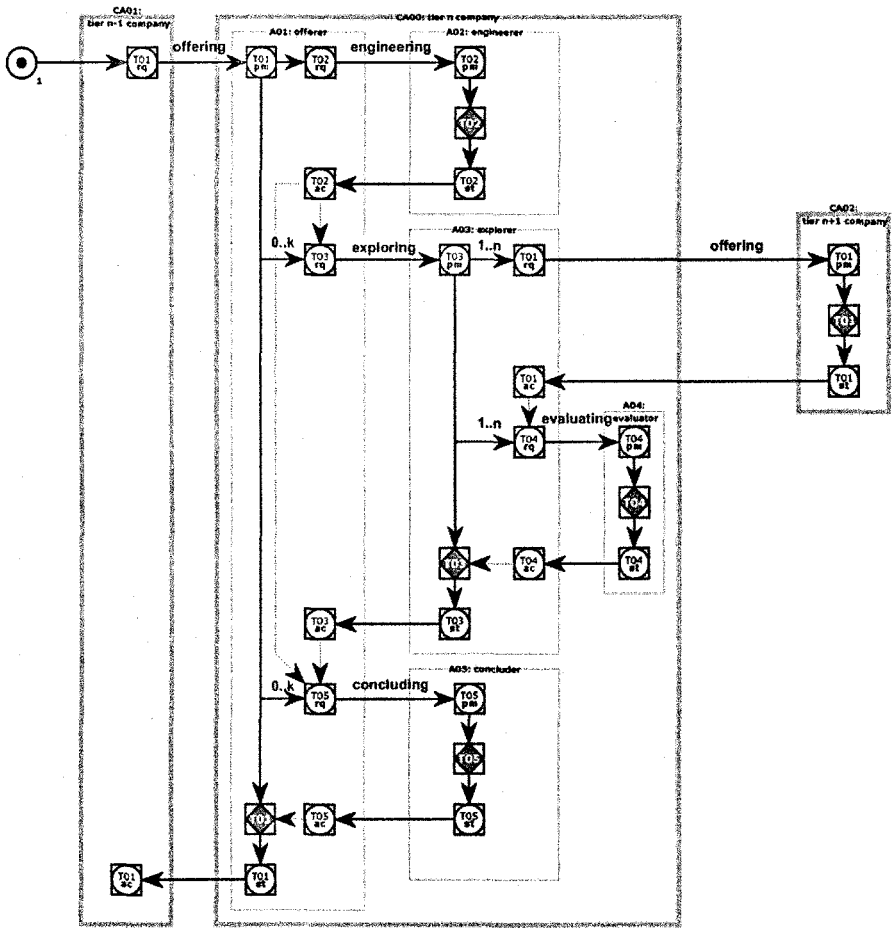 CA01:
tier n-1 company
CA00: tier n company
A01: offerer
A02: engineerer
offering
engineering
T01
rq
T01
pm
T02
rq
T02
pm
1
T02
T02
ac
T02
st
CA02:
tier n+1 company
A03: explorer
0..k
exploring
1..n
offering
T03
rq
T03
pm
T01
rq
T01
pm
T01
T01
ac
T01
st
A04:
evaluator
1..n
evaluating
T04
rq
T04
pm
T04
T04
ac
T04
st
T03
ac
T03
st
A05: concluder
0..k
concluding
T05
rq
T05
pm
T05
T05
ac
T05
st
T01
ac
T01
st